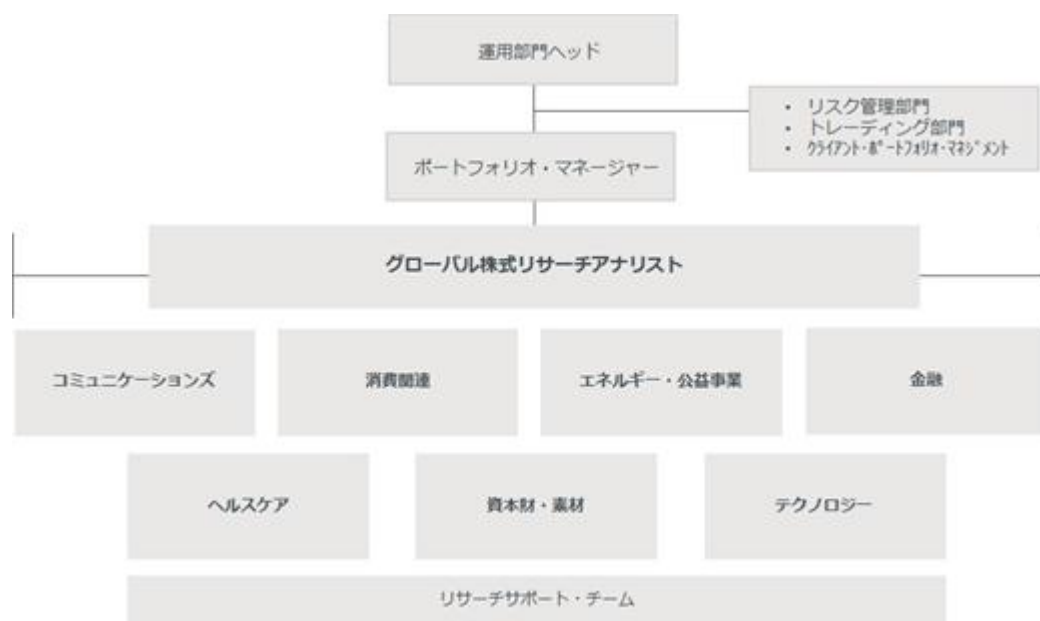 運用部門ヘッド
• リスク管理部門
• トレーディング部門
• クライアント・ポートフォリオ・マネジメント
ポートフォリオ・マネージャー
グローバル株式リサーチアナリスト
コミュニケーションズ
消費関連
エネルギー・公益事業
金融
ヘルスケア
資本財・素材
テクノロジー
リサーチサポート・チーム